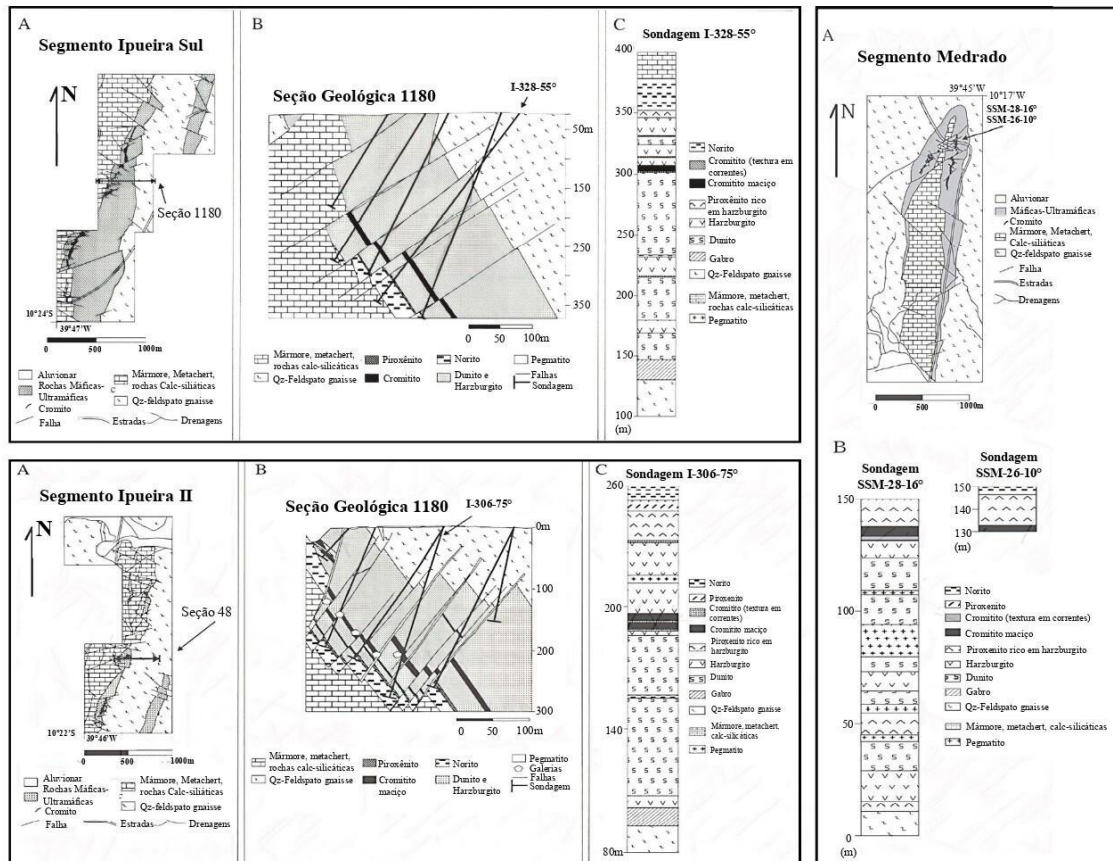 A
Segmento Ipueira Sul
N
Seção 1180
10°24'S
39°47'W
0 500 1000m
Aluvionar
Rochas Máficas-
Ultramáficas
Cromito
Falha
Mármore, Metachert,
rochas Calc-siliáticas
Qz-feldspato gnaisse
Estradas
Drenagens
B
Seção Geológica 1180
I-328-55°
50m
150
250
350
0 50 100m
Mármore, metachert,
rochas calc-silicáticas
Qz-Feldspato gnaisse
Piroxênito
Cromitito
Norito
Dunito e
Harzburgito
Pegmatito
Falhas
Sondagem
C
Sondagem I-328-55°
400
350
300
250
200
150
100
(m)
Norito
Cromitito (textura em
correntes)
Cromitito maciço
Piroxênito rico
em harzburgito
Harzburgito
Dunito
Gabro
Qz-Feldspato gnaisse
Mármore, metachert,
rochas calc-silicáticas
Pegmatito
A
Segmento Ipueira II
N
Seção 48
10°22'S
39°46'W
0 500 1000m
Aluvionar
Rochas Máficas-
Ultramáficas
Cromito
Falha
Mármore, Metachert,
rochas Calc-siliáticas
Qz-feldspato gnaisse
Estradas
Drenagens
B
Seção Geológica 1180
I-306-75°
0m
100
200
300
0 50 100m
Mármore, metachert,
rochas calc-silicáticas
Qz-Feldspato gnaisse
Piroxênito
Cromitito
maciço
Norito
Dunito e
Harzburgito
Pegmatito
Galerias
Falhas
Sondagem
C
Sondagem I-306-75°
260
200
140
80m
Norito
Piroxenito
Cromitito (textura em
correntes)
Cromitito maciço
Piroxenito rico em
harzburgito
Harzburgito
Dunito
Gabro
Qz-Feldspato gnaisse
Mármore, metachert,
calc-silicáticas
Pegmatito
A
Segmento Medrado
N
39°45'W
10°17'W
SSM-28-16°
SSM-26-10°
Aluvionar
Máficas-Ultramáficas
Cromito
Mármore, Metachert,
Calc-siliáticas
Qz-feldspato gnaisse
Falha
Estradas
Drenagens
0 500 1000m
B
Sondagem
SSM-28-16°
150
100
50
0
(m)
Sondagem
SSM-26-10°
150
140
130
(m)
Norito
Piroxenito
Cromitito (textura em correntes)
Cromitito maciço
Piroxenito rico em harzburgito
Harzburgito
Dunito
Gabro
Qz-Feldspato gnaisse
Mármore, metachert, calc-silicáticas
Pegmatito